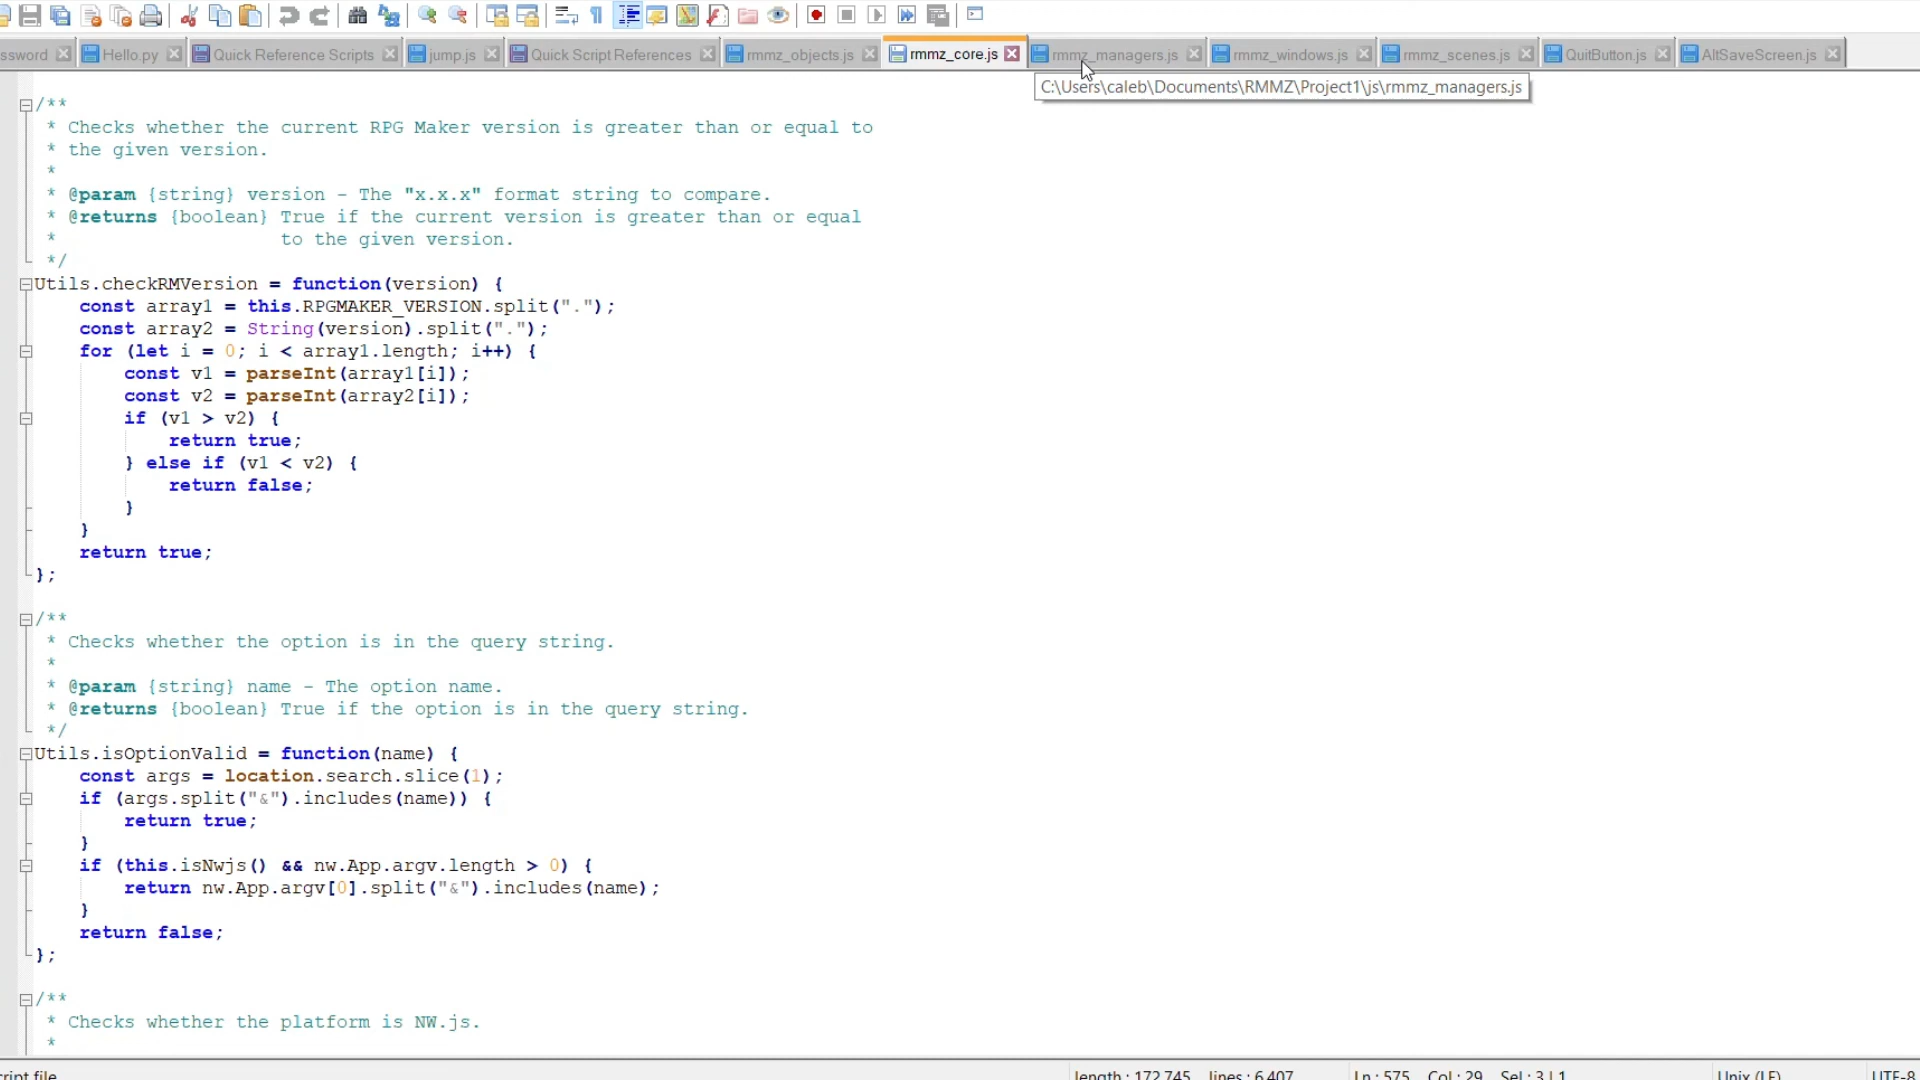 ssword Hello.py Quick Reference Scripts jump.js Quick Script References rmmz_objects.js rmmz_core.js rmmz_managers.js rmmz_windows.js rmmz_scenes.js QuitButton.js AltSaveScreen.js
C:\Users\caleb\Documents\RMMZ\Project1\js\rmmz_managers.js
/**
* Checks whether the current RPG Maker version is greater than or equal to
* the given version.
*
* @param {string} version - The "x.x.x" format string to compare.
* @returns {boolean} True if the current version is greater than or equal
* to the given version.
*/
Utils.checkRMVersion = function(version) {
const array1 = this.RPGMAKER_VERSION.split(".");
const array2 = String(version).split(".");
for (let i = 0; i < array1.length; i++) {
const v1 = parseInt(array1[i]);
const v2 = parseInt(array2[i]);
if (v1 > v2) {
return true;
} else if (v1 < v2) {
return false;
}
}
return true;
};
/**
* Checks whether the option is in the query string.
*
* @param {string} name - The option name.
* @returns {boolean} True if the option is in the query string.
*/
Utils.isOptionValid = function(name) {
const args = location.search.slice(1);
if (args.split("&").includes(name)) {
return true;
}
if (this.isNwjs() && nw.App.argv.length > 0) {
return nw.App.argv[0].split("&").includes(name);
}
return false;
};
/**
* Checks whether the platform is NW.js.
*
cript file length : 172,745 lines : 6,407 Ln : 575 Col : 29 Sel : 3 | 1 Unix (LF) UTF-8